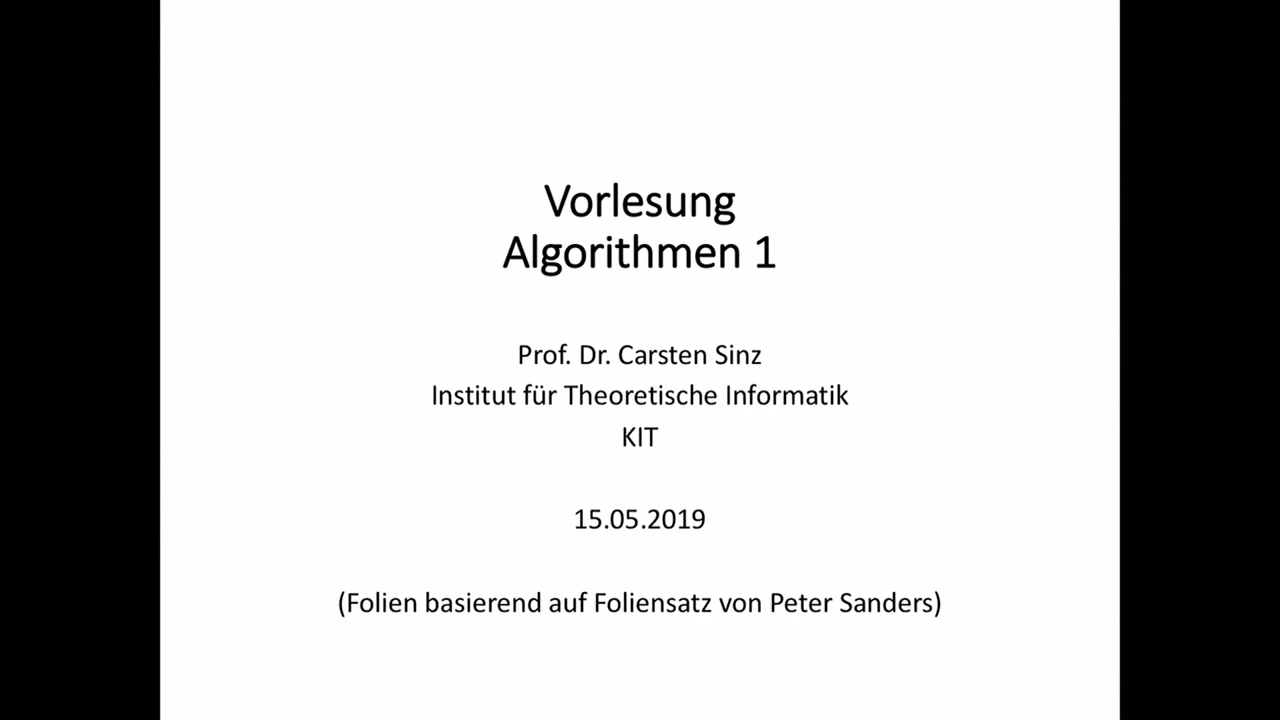 Vorlesung
Algorithmen 1
Prof. Dr. Carsten Sinz
Institut für Theoretische Informatik
KIT
15.05.2019
(Folien basierend auf Foliensatz von Peter Sanders)